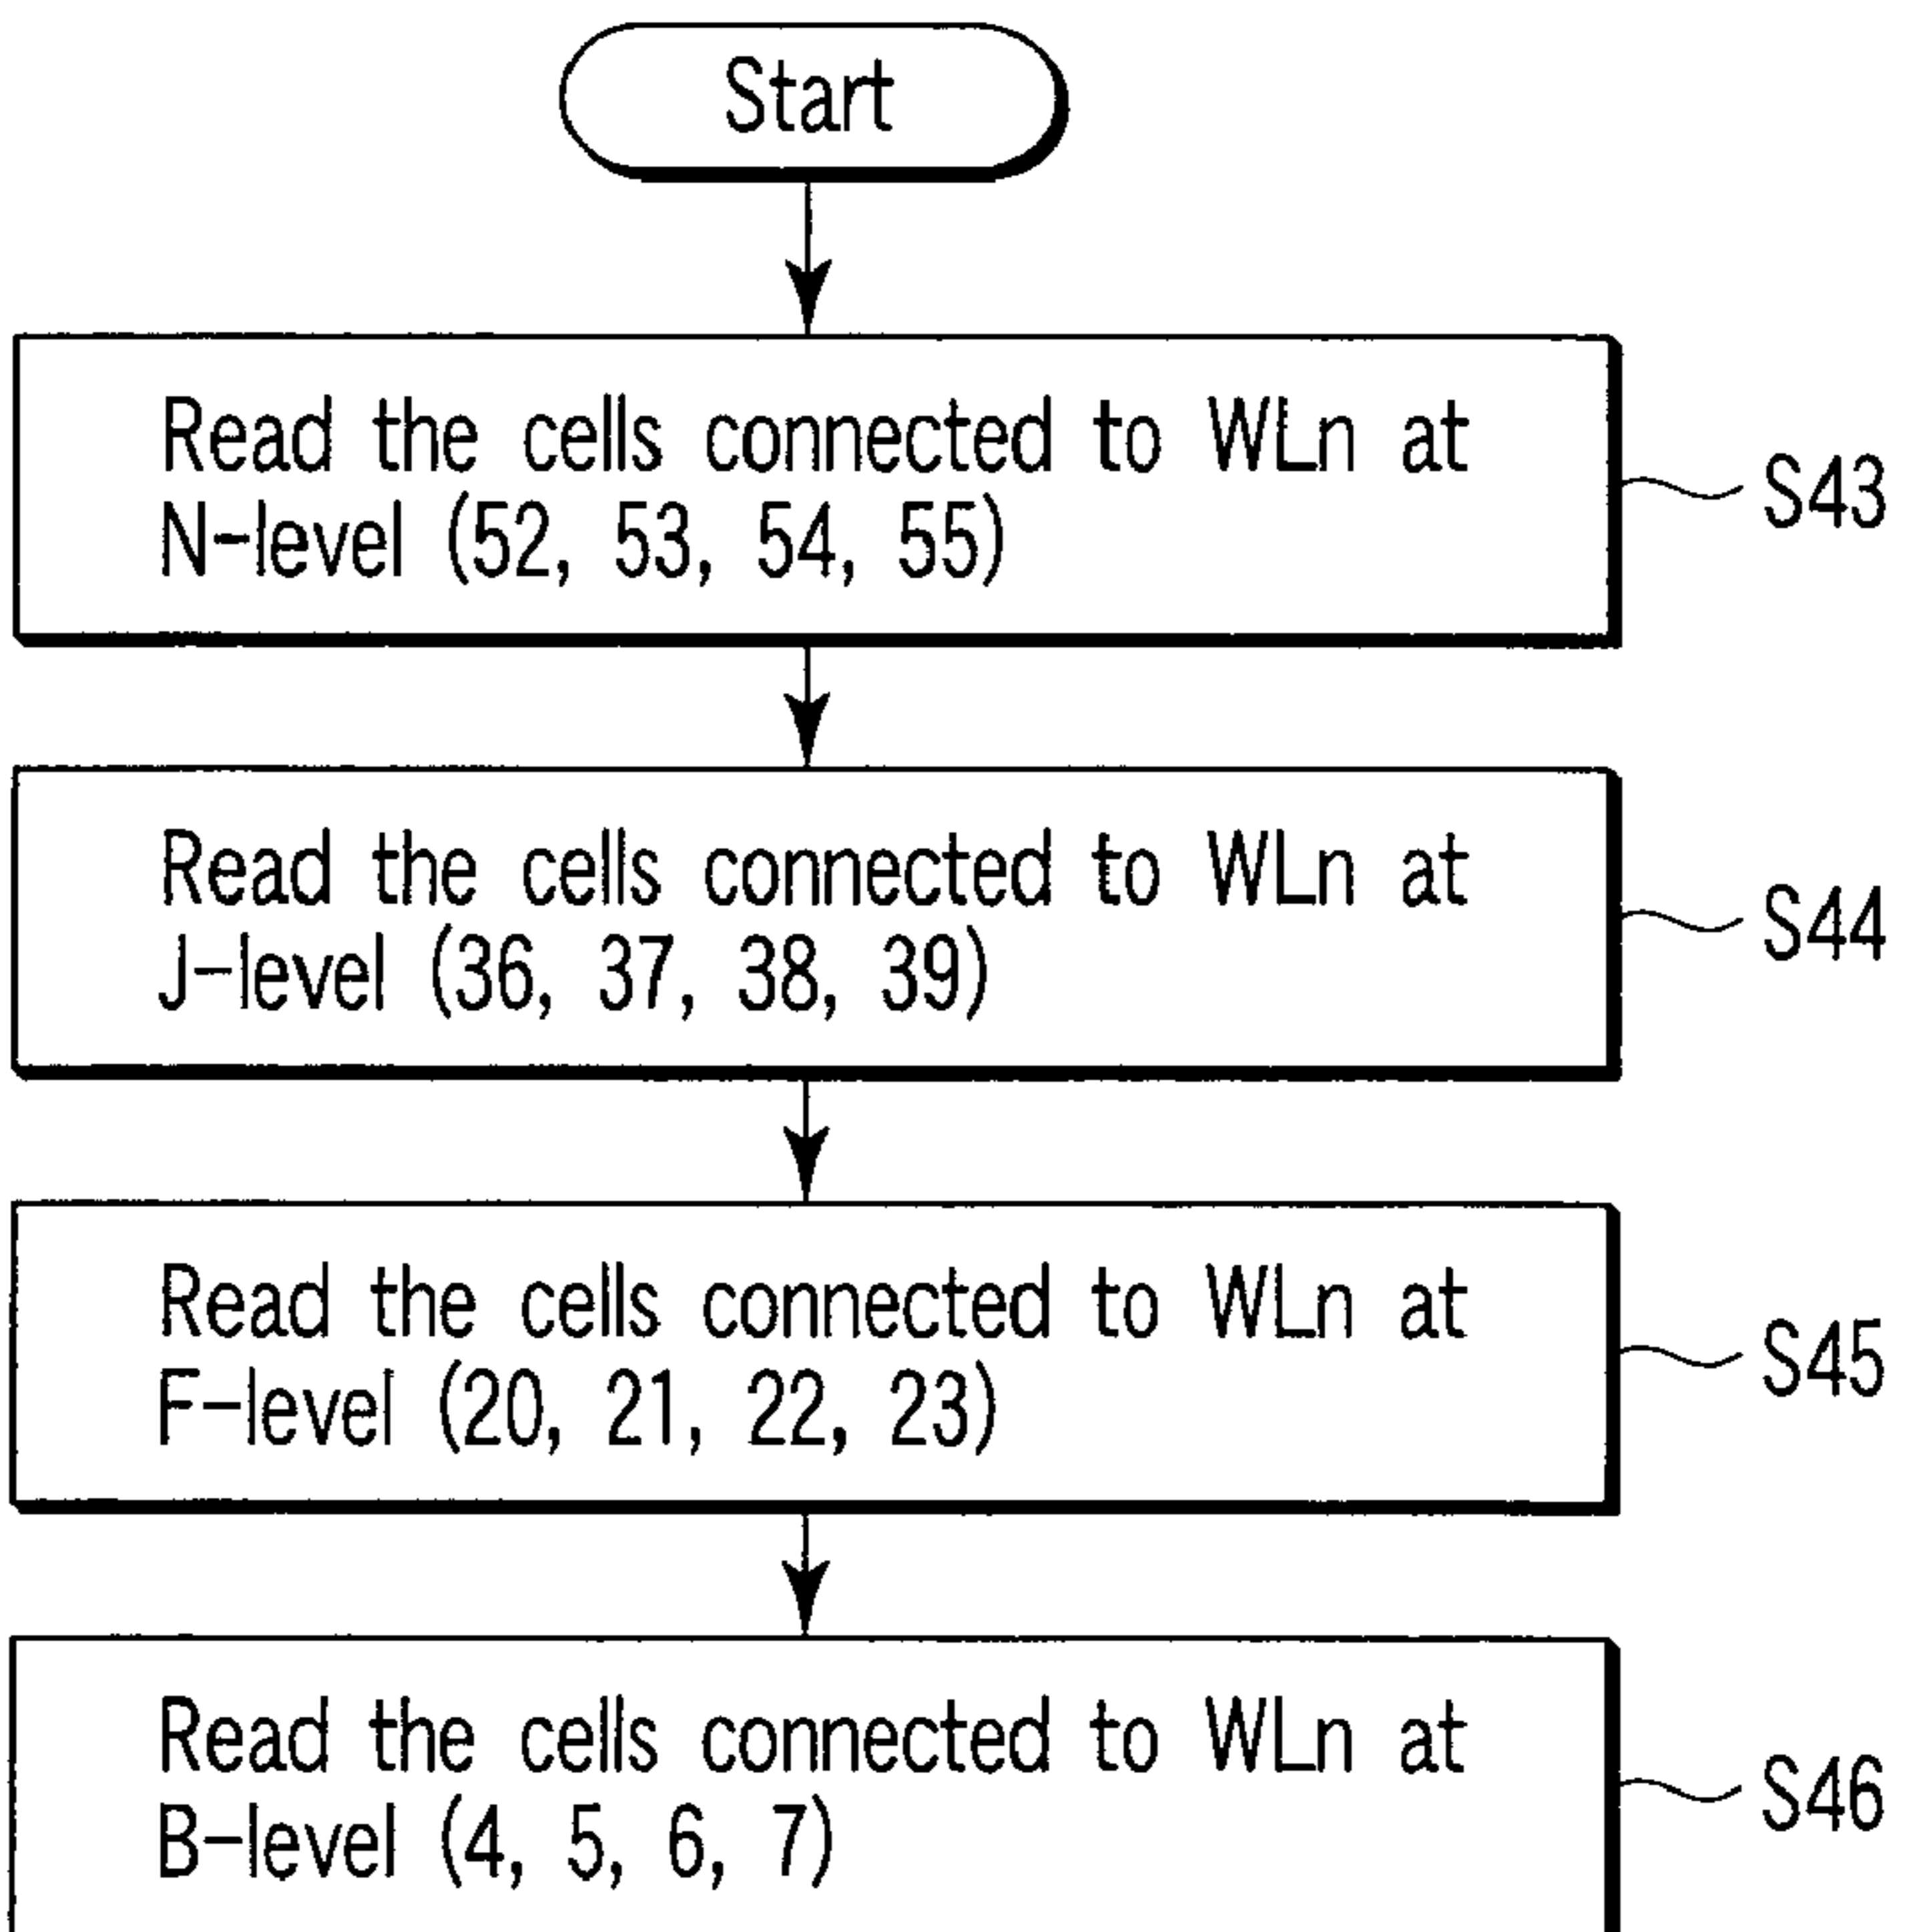 Start
Read the cells connected to WLn at
N-level (52, 53, 54, 55)
S43
Read the cells connected to WLn at
J-level (36, 37, 38, 39)
S44
Read the cells connected to WLn at
F-level (20, 21, 22, 23)
S45
Read the cells connected to WLn at
B-level (4, 5, 6, 7)
S46